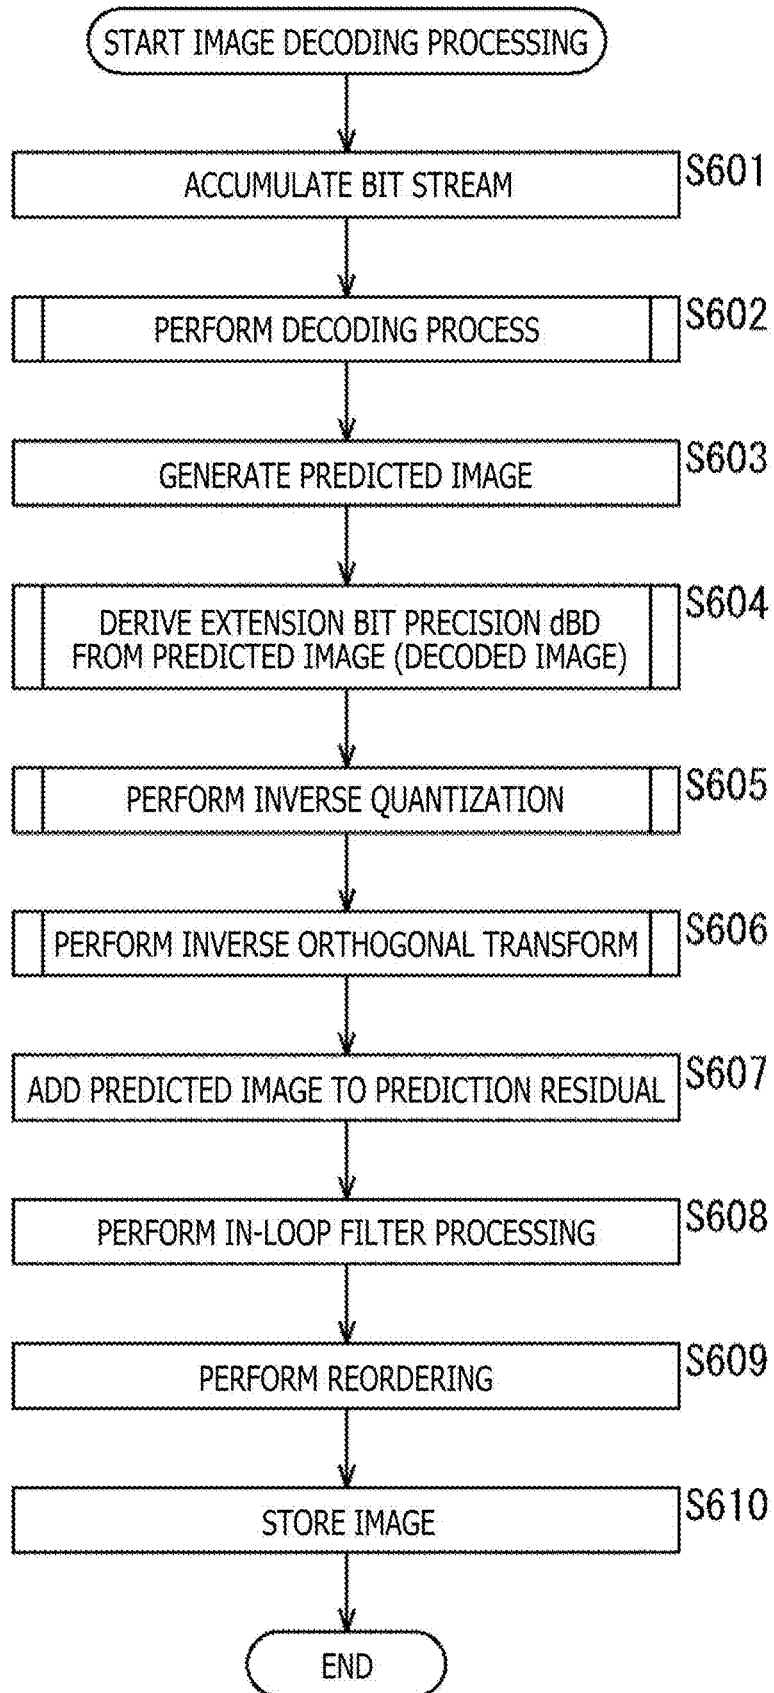 START IMAGE DECODING PROCESSING
ACCUMULATE BIT STREAM
S601
PERFORM DECODING PROCESS
S602
GENERATE PREDICTED IMAGE
S603
DERIVE EXTENSION BIT PRECISION dBD
FROM PREDICTED IMAGE (DECODED IMAGE)
S604
PERFORM INVERSE QUANTIZATION
S605
PERFORM INVERSE ORTHOGONAL TRANSFORM
S606
ADD PREDICTED IMAGE TO PREDICTION RESIDUAL
S607
PERFORM IN-LOOP FILTER PROCESSING
S608
PERFORM REORDERING
S609
STORE IMAGE
S610
END